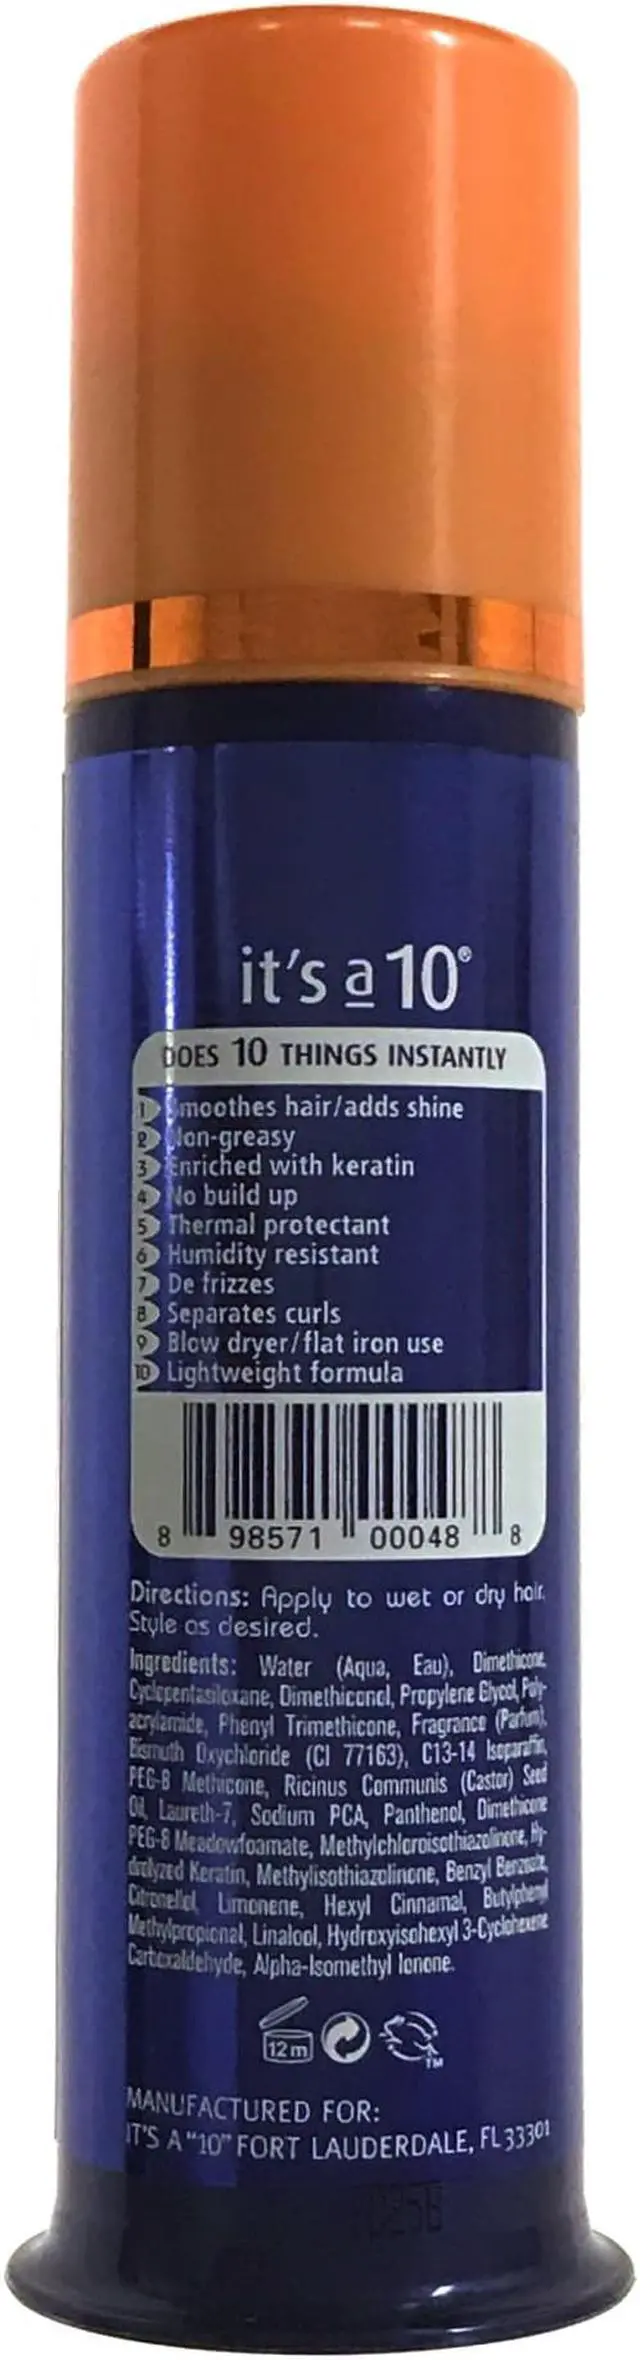 it's a 10®
DOES 10 THINGS INSTANTLY
1 Smoothes hair/adds shine
2 Non-greasy
3 Enriched with keratin
4 No build up
5 Thermal protectant
6 Humidity resistant
7 De frizzes
8 Separates curls
9 Blow dryer/flat iron use
10 Lightweight formula
8 98571 00048 8
Directions: Apply to wet or dry hair.
Style as desired.
Ingredients: Water (Aqua, Eau), Dimethicone,
Cyclopentasiloxane, Dimethiconol, Propylene Glycol, Poly-
acrylamide, Phenyl Trimethicone, Fragrance (Parfum),
Bismuth Oxychloride (CI 77163), C13-14 Isoparaffin,
PEG-8 Methicone, Ricinus Communis (Castor) Seed
Oil, Laureth-7, Sodium PCA, Panthenol, Dimethicone
PEG-8 Meadowfoamate, Methylchloroisothiazolinone, Hy-
drolyzed Keratin, Methylisothiazolinone, Benzyl Benzoate,
Citronellol, Limonene, Hexyl Cinnamal, Butylphenyl
Methylpropional, Linalool, Hydroxyisohexyl 3-Cyclohexene
Carboxaldehyde, Alpha-Isomethyl Ionone.
12m
TM
MANUFACTURED FOR:
IT'S A "10" FORT LAUDERDALE, FL 33301